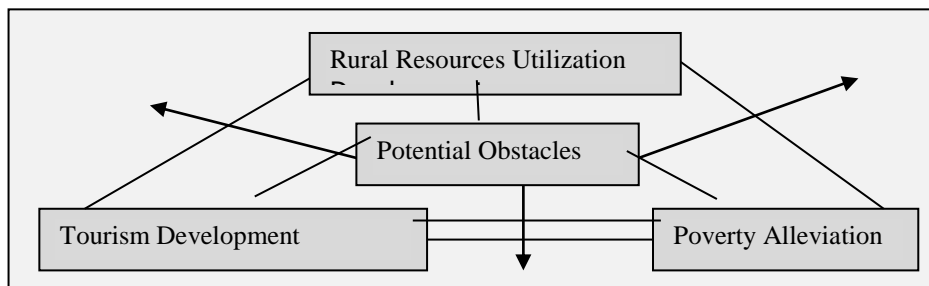 Rural Resources Utilization
Potential Obstacles
Tourism Development
Poverty Alleviation